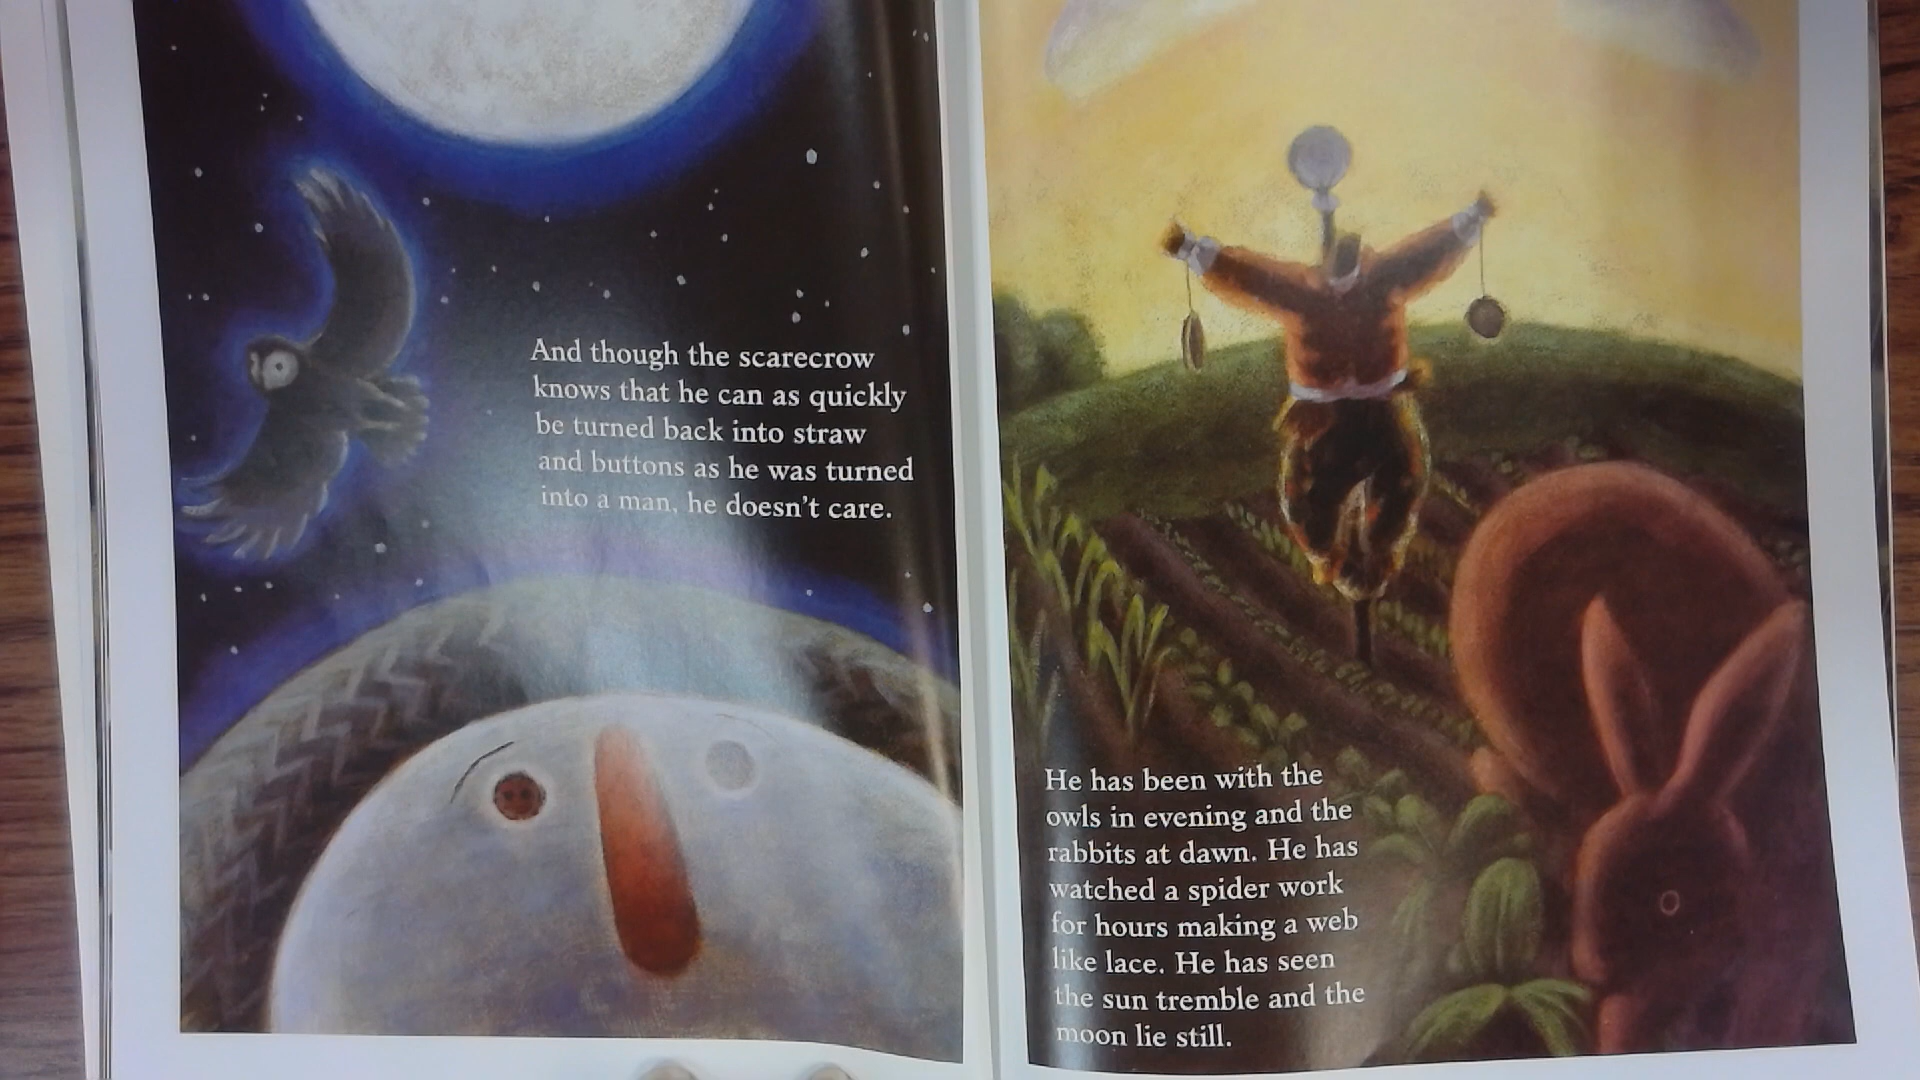 And though the scarecrow
knows that he can as quickly
be turned back into straw
and buttons as he was turned
into a man, he doesn't care.
He has been with the
owls in evening and the
rabbits at dawn. He has
watched a spider work
for hours making a web
like lace. He has seen
the sun tremble and the
moon lie still.